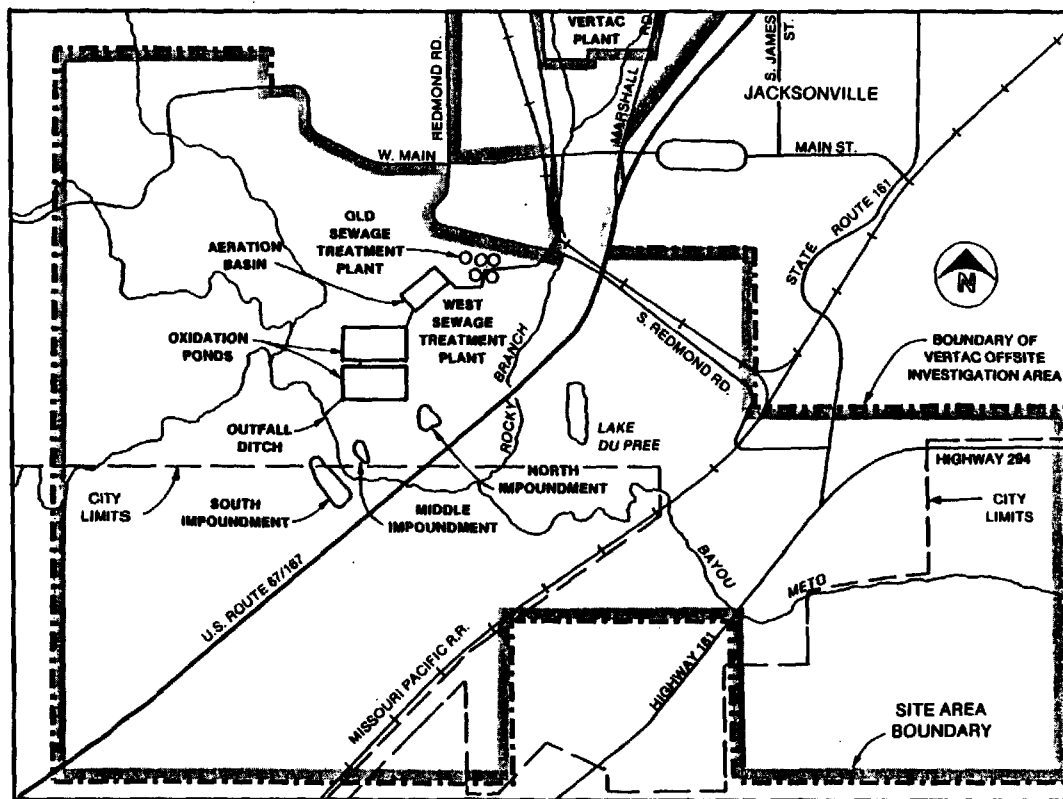 VERTAC
PLANT
REDMOND RD.
MARSHALL
RD
S. JAMES
ST.
JACKSONVILLE
W. MAIN
MAIN ST.
OLD
SEWAGE
TREATMENT
PLANT
AERATION
BASIN
WEST
SEWAGE
TREATMENT
PLANT
OXIDATION
PONDS
STATE ROUTE 161
N
S. REDMOND RD.
BOUNDARY OF
VERTAC OFFSITE
INVESTIGATION AREA
ROCKY BRANCH
OUTFALL
DITCH
LAKE
DU PREE
HIGHWAY 294
CITY
LIMITS
SOUTH
IMPOUNDMENT
MIDDLE
IMPOUNDMENT
NORTH
IMPOUNDMENT
CITY
LIMITS
BAYOU
METO
U.S. ROUTE 67/167
MISSOURI PACIFIC R.R.
HIGHWAY 161
SITE AREA
BOUNDARY